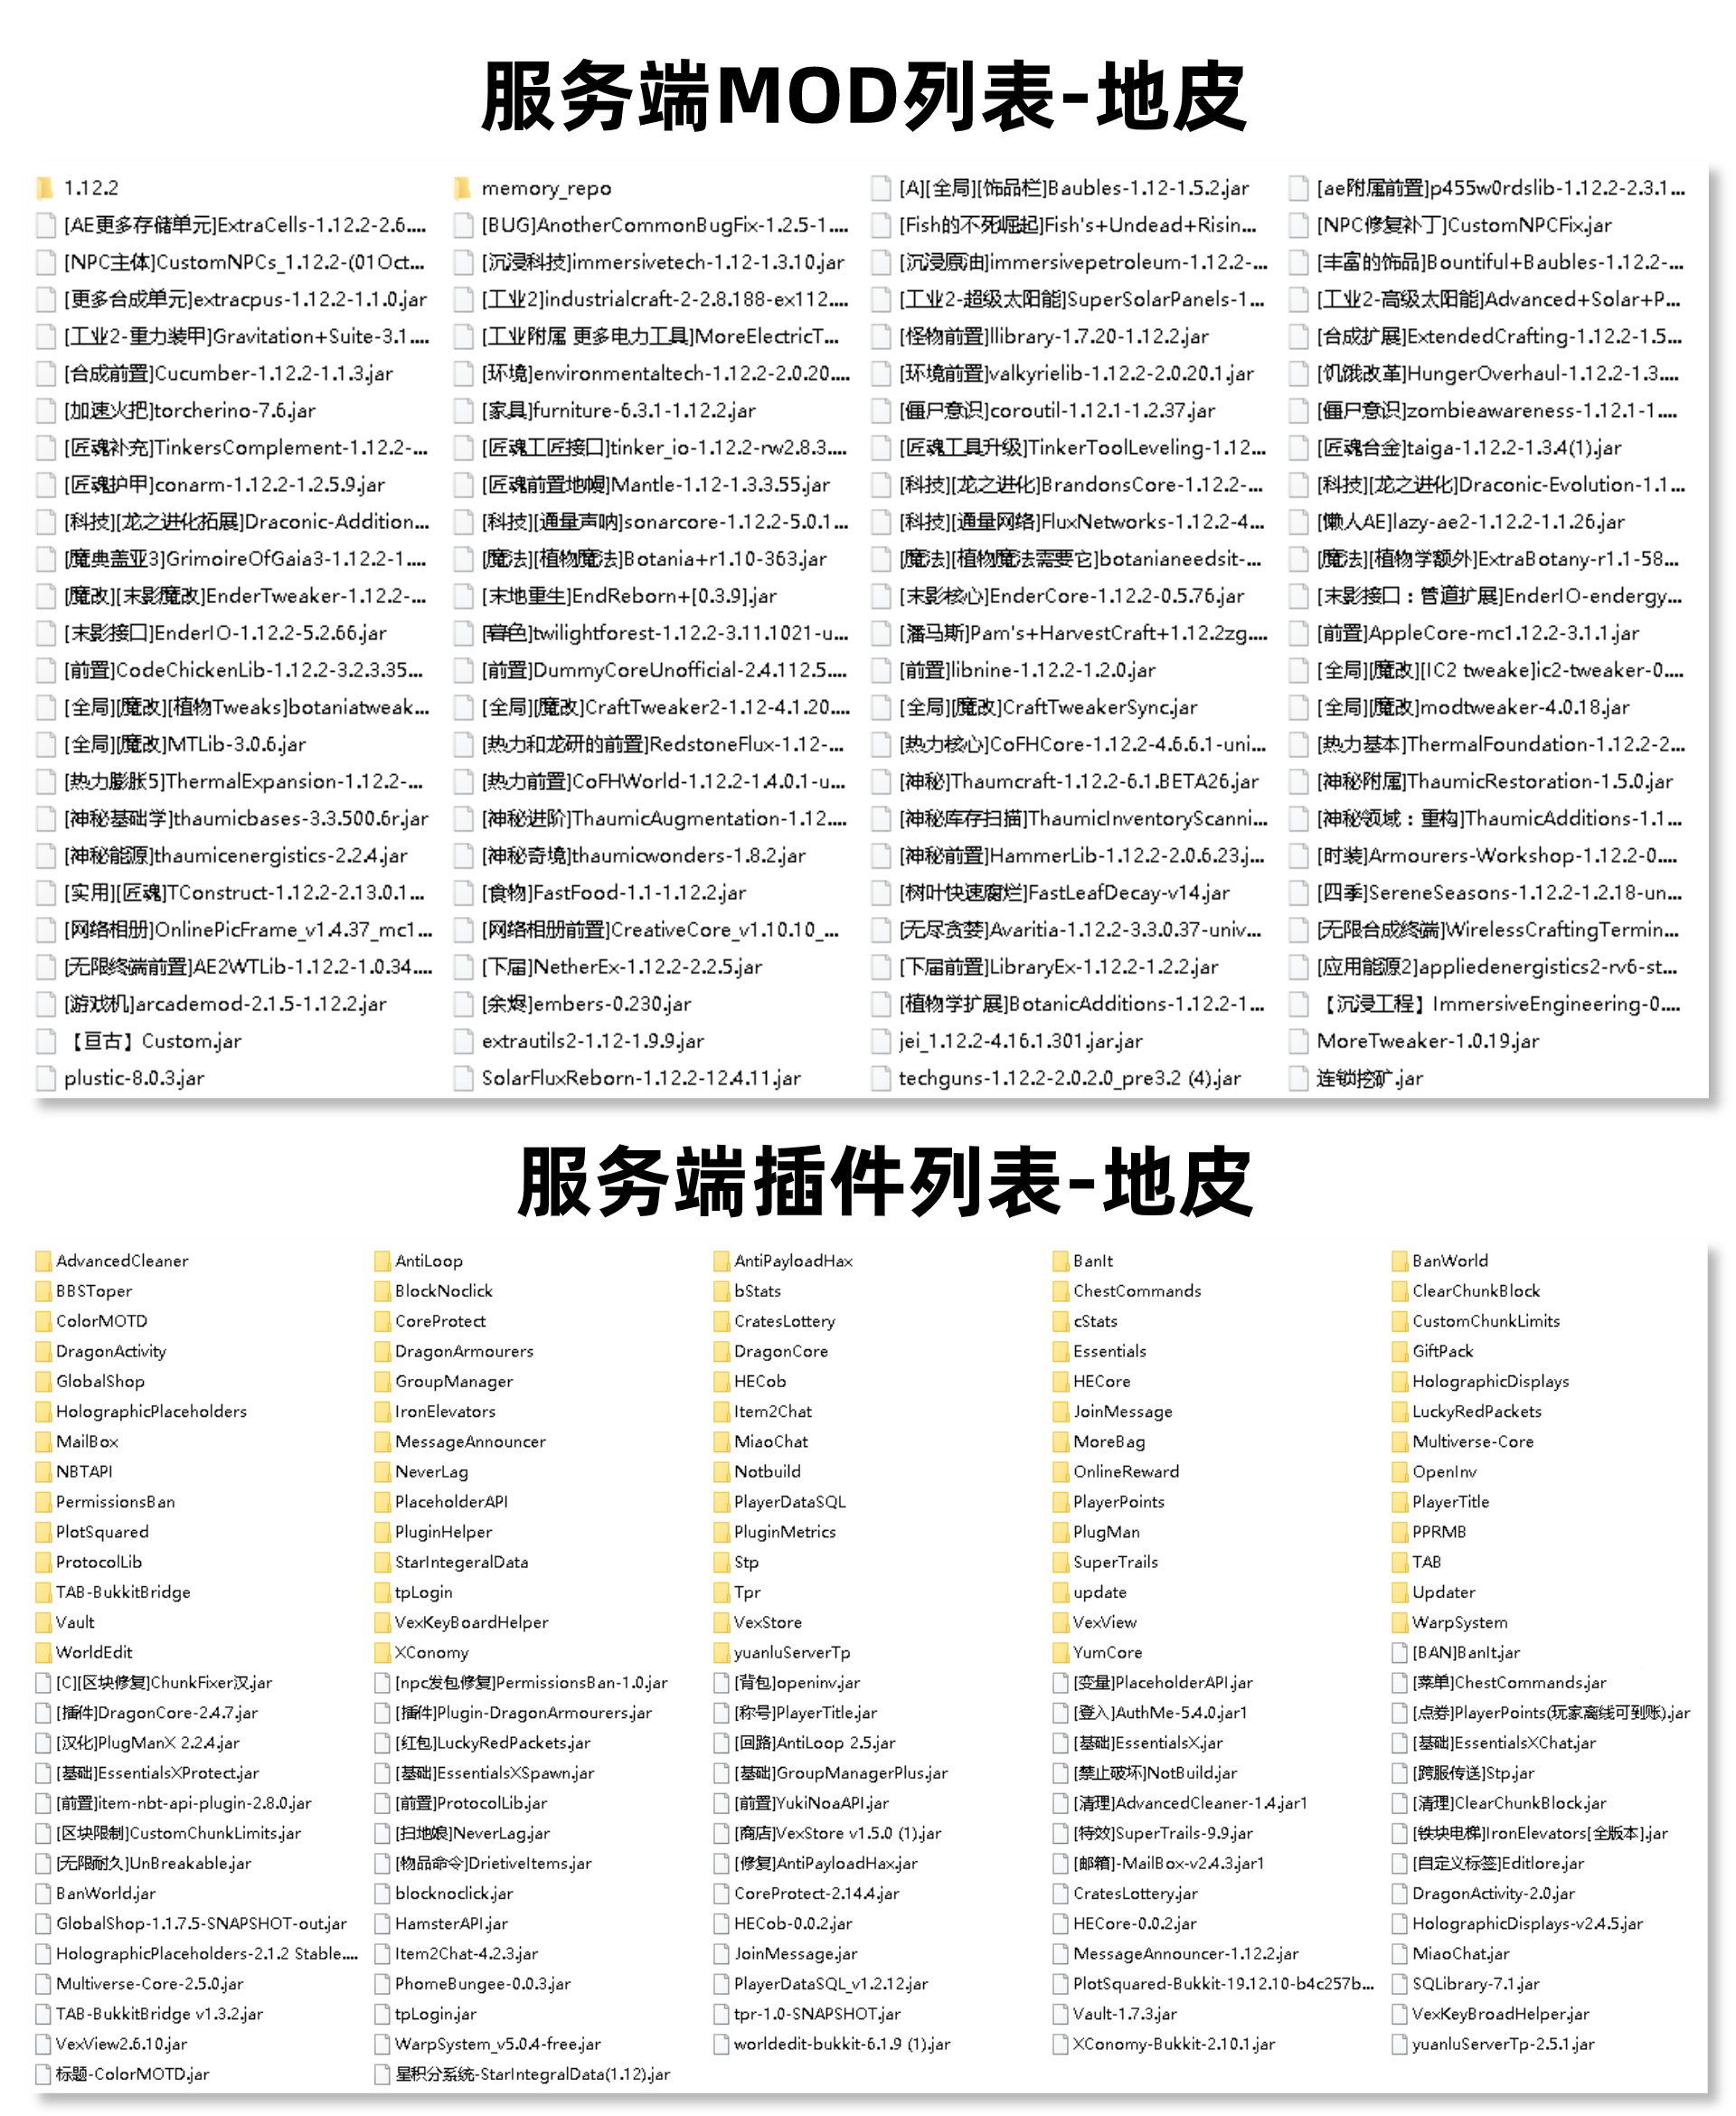 服务端MOD列表-地皮
1.12.2 memory_repo [A][全局][饰品栏]Baubles-1.12-1.5.2.jar [ae附属前置]p455w0rdslib-1.12.2-2.3.1...
[AE更多存储单元]ExtraCells-1.12.2-2.6.... [BUG]AnotherCommonBugFix-1.2.5-1.... [Fish的不死崛起]Fish's+Undead+Risin... [NPC修复补丁]CustomNPCFix.jar
[NPC主体]CustomNPCs_1.12.2-(01Oct... [沉浸科技]immersivetech-1.12-1.3.10.jar [沉浸原油]immersivepetroleum-1.12.2-... [丰富的饰品]Bountiful+Baubles-1.12.2-...
[更多合成单元]extracpus-1.12.2-1.1.0.jar [工业2]industrialcraft-2-2.8.188-ex112.... [工业2-超级太阳能]SuperSolarPanels-1... [工业2-高级太阳能]Advanced+Solar+P...
[工业2-重力装甲]Gravitation+Suite-3.1.... [工业附属 更多电力工具]MoreElectricT... [怪物前置]llibrary-1.7.20-1.12.2.jar [合成扩展]ExtendedCrafting-1.12.2-1.5...
[合成前置]Cucumber-1.12.2-1.1.3.jar [环境]environmentaltech-1.12.2-2.0.20.... [环境前置]valkyrielib-1.12.2-2.0.20.1.jar [饥饿改革]HungerOverhaul-1.12.2-1.3....
[加速火把]torcherino-7.6.jar [家具]furniture-6.3.1-1.12.2.jar [僵尸意识]coroutil-1.12.1-1.2.37.jar [僵尸意识]zombieawareness-1.12.1-1....
[匠魂补充]TinkersComplement-1.12.2-... [匠魂工匠接口]tinker_io-1.12.2-rw2.8.3.... [匠魂工具升级]TinkerToolLeveling-1.12... [匠魂合金]taiga-1.12.2-1.3.4(1).jar
[匠魂护甲]conarm-1.12.2-1.2.5.9.jar [匠魂前置地幔]Mantle-1.12-1.3.3.55.jar [科技][龙之进化]BrandonsCore-1.12.2-... [科技][龙之进化]Draconic-Evolution-1.1...
[科技][龙之进化拓展]Draconic-Addition... [科技][通量声呐]sonarcore-1.12.2-5.0.1... [科技][通量网络]FluxNetworks-1.12.2-4... [懒人AE]lazy-ae2-1.12.2-1.1.26.jar
[魔典盖亚3]GrimoireOfGaia3-1.12.2-1.... [魔法][植物魔法]Botania+r1.10-363.jar [魔法][植物魔法需要它]botanianeedsit-... [魔法][植物学额外]ExtraBotany-r1.1-58...
[魔改][末影魔改]EnderTweaker-1.12.2-... [末地重生]EndReborn+[0.3.9].jar [末影核心]EnderCore-1.12.2-0.5.76.jar [末影接口：管道扩展]EnderIO-endergy...
[末影接口]EnderIO-1.12.2-5.2.66.jar [暮色]twilightforest-1.12.2-3.11.1021-u... [潘马斯]Pam's+HarvestCraft+1.12.2zg.... [前置]AppleCore-mc1.12.2-3.1.1.jar
[前置]CodeChickenLib-1.12.2-3.2.3.35... [前置]DummyCoreUnofficial-2.4.112.5.... [前置]libnine-1.12.2-1.2.0.jar [全局][魔改][IC2 tweake]ic2-tweaker-0....
[全局][魔改][植物Tweaks]botaniatweak... [全局][魔改]CraftTweaker2-1.12-4.1.20.... [全局][魔改]CraftTweakerSync.jar [全局][魔改]modtweaker-4.0.18.jar
[全局][魔改]MTLib-3.0.6.jar [热力和龙研的前置]RedstoneFlux-1.12-... [热力核心]CoFHCore-1.12.2-4.6.6.1-uni... [热力基本]ThermalFoundation-1.12.2-2...
[热力膨胀5]ThermalExpansion-1.12.2-... [热力前置]CoFHWorld-1.12.2-1.4.0.1-u... [神秘]Thaumcraft-1.12.2-6.1.BETA26.jar [神秘附属]ThaumicRestoration-1.5.0.jar
[神秘基础学]thaumicbases-3.3.500.6r.jar [神秘进阶]ThaumicAugmentation-1.12.... [神秘库存扫描]ThaumicInventoryScanni... [神秘领域：重构]ThaumicAdditions-1.1...
[神秘能源]thaumicenergistics-2.2.4.jar [神秘奇境]thaumicwonders-1.8.2.jar [神秘前置]HammerLib-1.12.2-2.0.6.23.j... [时装]Armourers-Workshop-1.12.2-0....
[实用][匠魂]TConstruct-1.12.2-2.13.0.1... [食物]FastFood-1.1-1.12.2.jar [树叶快速腐烂]FastLeafDecay-v14.jar [四季]SereneSeasons-1.12.2-1.2.18-un...
[网络相册]OnlinePicFrame_v1.4.37_mc1... [网络相册前置]CreativeCore_v1.10.10_... [无尽贪婪]Avaritia-1.12.2-3.3.0.37-univ... [无限合成终端]WirelessCraftingTermin...
[无限终端前置]AE2WTLib-1.12.2-1.0.34.... [下届]NetherEx-1.12.2-2.2.5.jar [下届前置]LibraryEx-1.12.2-1.2.2.jar [应用能源2]appliedenergistics2-rv6-st...
[游戏机]arcademod-2.1.5-1.12.2.jar [余烬]embers-0.230.jar [植物学扩展]BotanicAdditions-1.12.2-1... 【沉浸工程】ImmersiveEngineering-0....
【亘古】Custom.jar extrautils2-1.12-1.9.9.jar jei_1.12.2-4.16.1.301.jar.jar MoreTweaker-1.0.19.jar
plustic-8.0.3.jar SolarFluxReborn-1.12.2-12.4.11.jar techguns-1.12.2-2.0.2.0_pre3.2 (4).jar 连锁挖矿.jar
服务端插件列表-地皮
AdvancedCleaner AntiLoop AntiPayloadHax BanIt BanWorld
BBSToper BlockNoclick bStats ChestCommands ClearChunkBlock
ColorMOTD CoreProtect CratesLottery cStats CustomChunkLimits
DragonActivity DragonArmourers DragonCore Essentials GiftPack
GlobalShop GroupManager HECob HECore HolographicDisplays
HolographicPlaceholders IronElevators Item2Chat JoinMessage LuckyRedPackets
MailBox MessageAnnouncer MiaoChat MoreBag Multiverse-Core
NBTAPI NeverLag Notbuild OnlineReward OpenInv
PermissionsBan PlaceholderAPI PlayerDataSQL PlayerPoints PlayerTitle
PlotSquared PluginHelper PluginMetrics PlugMan PPRMB
ProtocolLib StarIntegeralData Stp SuperTrails TAB
TAB-BukkitBridge tpLogin Tpr update Updater
Vault VexKeyBoardHelper VexStore VexView WarpSystem
WorldEdit XConomy yuanluServerTp YumCore [BAN]BanIt.jar
[C][区块修复]ChunkFixer汉.jar [npc发包修复]PermissionsBan-1.0.jar [背包]openinv.jar [变量]PlaceholderAPI.jar [菜单]ChestCommands.jar
[插件]DragonCore-2.4.7.jar [插件]Plugin-DragonArmourers.jar [称号]PlayerTitle.jar [登入]AuthMe-5.4.0.jar1 [点券]PlayerPoints(玩家离线可到账).jar
[汉化]PlugManX 2.2.4.jar [红包]LuckyRedPackets.jar [回路]AntiLoop 2.5.jar [基础]EssentialsX.jar [基础]EssentialsXChat.jar
[基础]EssentialsXProtect.jar [基础]EssentialsXSpawn.jar [基础]GroupManagerPlus.jar [禁止破坏]NotBuild.jar [跨服传送]Stp.jar
[前置]item-nbt-api-plugin-2.8.0.jar [前置]ProtocolLib.jar [前置]YukiNoaAPI.jar [清理]AdvancedCleaner-1.4.jar1 [清理]ClearChunkBlock.jar
[区块限制]CustomChunkLimits.jar [扫地娘]NeverLag.jar [商店]VexStore v1.5.0 (1).jar [特效]SuperTrails-9.9.jar [铁块电梯]IronElevators[全版本].jar
[无限耐久]UnBreakable.jar [物品命令]DrietiveItems.jar [修复]AntiPayloadHax.jar [邮箱]-MailBox-v2.4.3.jar1 [自定义标签]Editlore.jar
BanWorld.jar blocknoclick.jar CoreProtect-2.14.4.jar CratesLottery.jar DragonActivity-2.0.jar
GlobalShop-1.1.7.5-SNAPSHOT-out.jar HamsterAPI.jar HECob-0.0.2.jar HECore-0.0.2.jar HolographicDisplays-v2.4.5.jar
HolographicPlaceholders-2.1.2 Stable.... Item2Chat-4.2.3.jar JoinMessage.jar MessageAnnouncer-1.12.2.jar MiaoChat.jar
Multiverse-Core-2.5.0.jar PhomeBungee-0.0.3.jar PlayerDataSQL_v1.2.12.jar PlotSquared-Bukkit-19.12.10-b4c257b... SQLibrary-7.1.jar
TAB-BukkitBridge v1.3.2.jar tpLogin.jar tpr-1.0-SNAPSHOT.jar Vault-1.7.3.jar VexKeyBroadHelper.jar
VexView2.6.10.jar WarpSystem_v5.0.4-free.jar worldedit-bukkit-6.1.9 (1).jar XConomy-Bukkit-2.10.1.jar yuanluServerTp-2.5.1.jar
标题-ColorMOTD.jar 星积分系统-StarIntegralData(1.12).jar